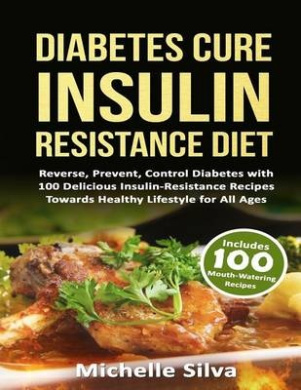 DIABETES CURE
INSULIN
RESISTANCE DIET
Reverse, Prevent, Control Diabetes with
100 Delicious Insulin-Resistance Recipes
Towards Healthy Lifestyle for All Ages
Includes
100
Mouth-Watering
Recipes
Michelle Silva